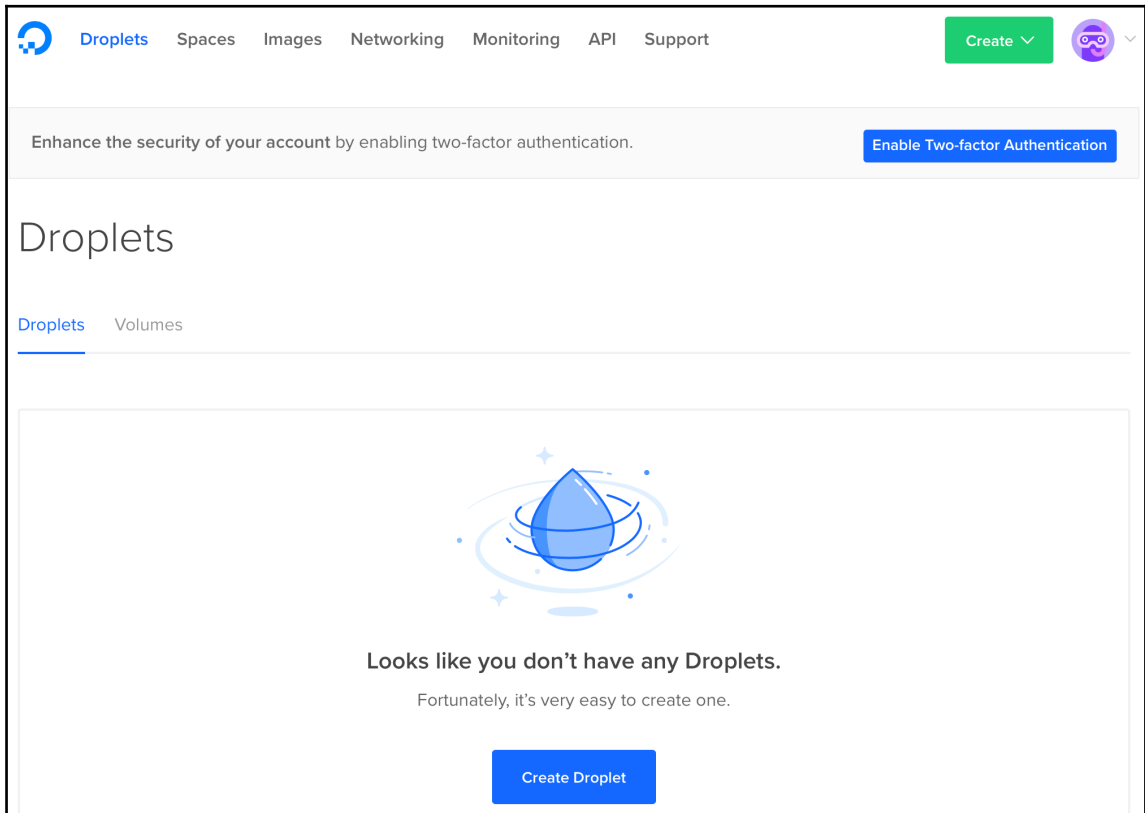 Droplets Spaces Images Networking Monitoring API Support Create
Enhance the security of your account by enabling two-factor authentication. Enable Two-factor Authentication
Droplets
Droplets Volumes
Looks like you don’t have any Droplets.
Fortunately, it’s very easy to create one.
Create Droplet